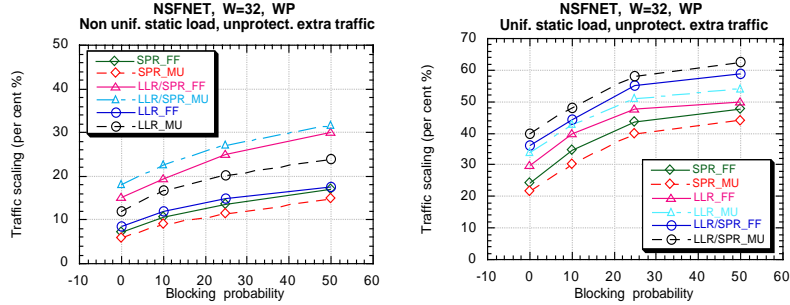 NSFNET, W=32, WP
Non unif. static load, unprotect. extra traffic
50
40
30
20
10
0
-10 0 10 20 30 40 50 60
Traffic scaling (per cent %)
Blocking probability
SPR_FF
SPR_MU
LLR/SPR_FF
LLR/SPR_MU
LLR_FF
LLR_MU
NSFNET, W=32, WP
Unif. static load, unprotect. extra traffic
70
60
50
40
30
20
10
0
-10 0 10 20 30 40 50 60
Traffic scaling (per cent %)
Blocking probability
SPR_FF
SPR_MU
LLR_FF
LLR_MU
LLR/SPR_FF
LLR/SPR_MU